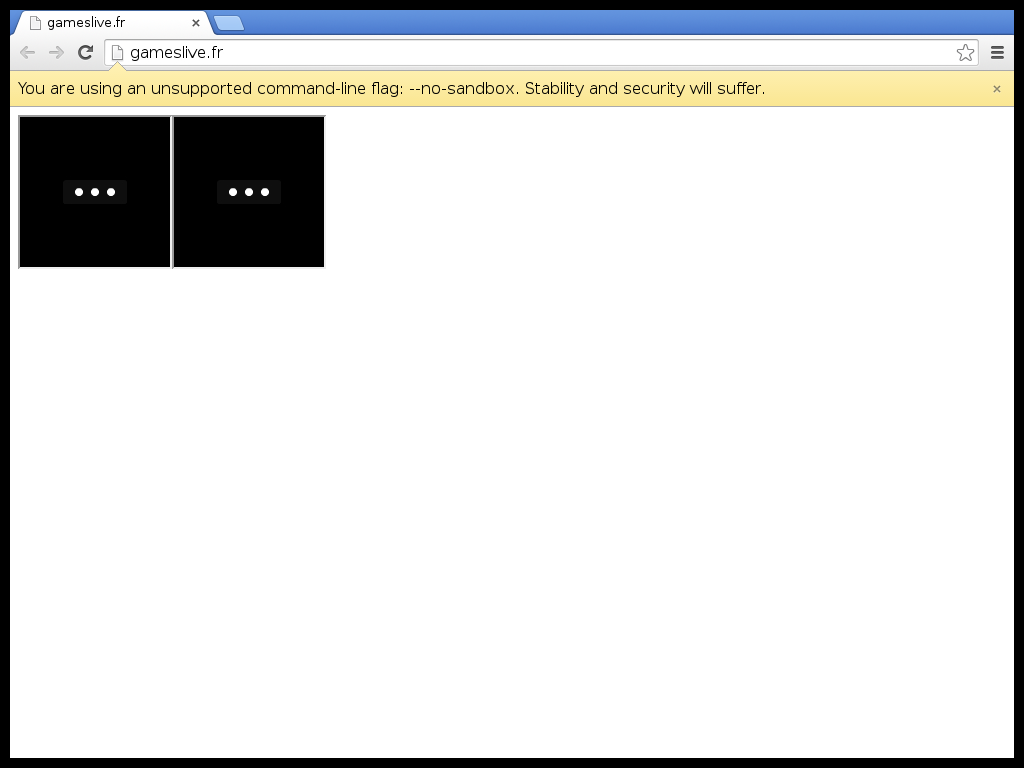 gameslive.fr
gameslive.fr
You are using an unsupported command-line flag: --no-sandbox. Stability and security will suffer.